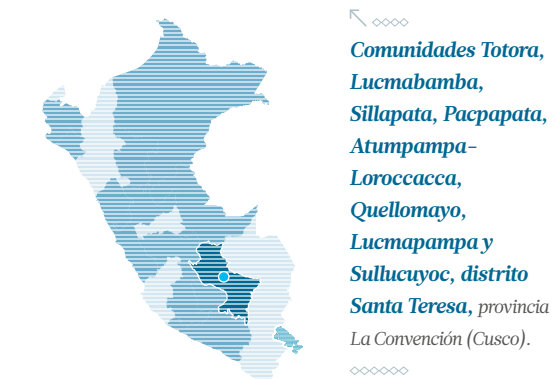 Comunidades Totora,
Lucmabamba,
Sillapata, Pacpapata,
Atumpampa-
Loroccacca,
Quellomayo,
Lucmapampa y
Sullucuyoc, distrito
Santa Teresa, provincia
La Convención (Cusco).